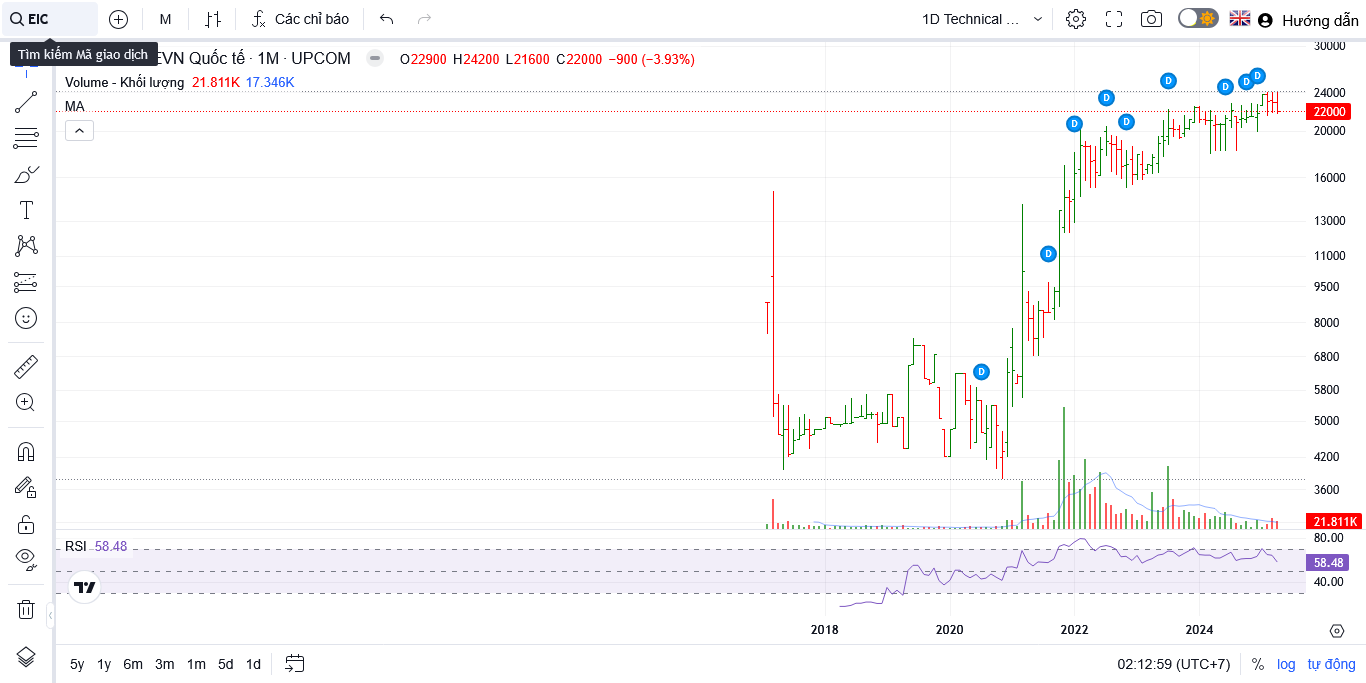 EIC M Các chỉ báo 1D Technical ... Hướng dẫn
Tìm kiếm Mã giao dịch
EVN Quốc tế · 1M · UPCOM O22900 H24200 L21600 C22000 −900 (−3.93%)
Volume - Khối lượng 21.811K 17.346K
MA
30000
24000
22000
20000
16000
13000
11000
9500
8000
6800
5800
5000
4200
3600
D
D
D
D
D
D
D
D
D
21.811K
RSI 58.48
80.00
58.48
40.00
2018 2020 2022 2024
5y 1y 6m 3m 1m 5d 1d 02:12:59 (UTC+7) % log tự động